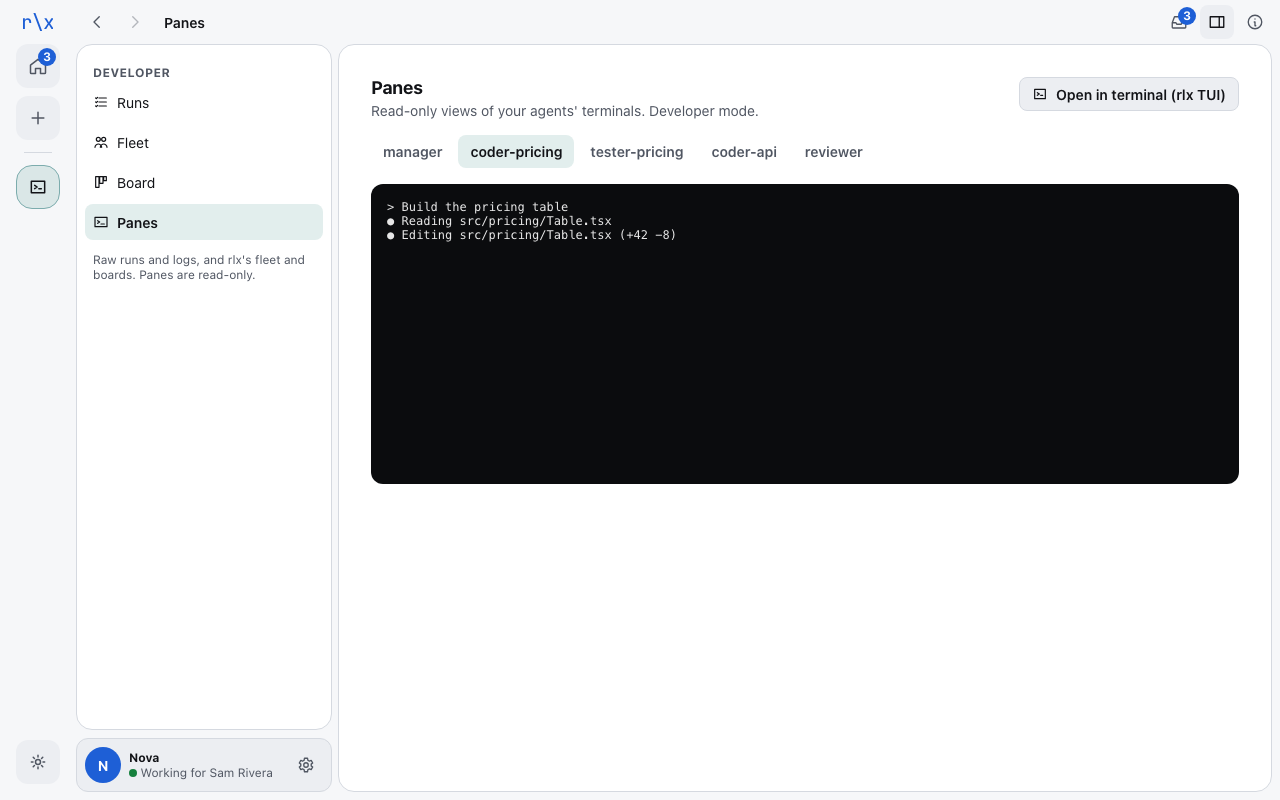 r\x
Panes
3
3
DEVELOPER
Runs
Fleet
Board
Panes
Raw runs and logs, and rlx's fleet and
boards. Panes are read-only.
Panes
Read-only views of your agents' terminals. Developer mode.
Open in terminal (rlx TUI)
manager coder-pricing tester-pricing coder-api reviewer
> Build the pricing table
● Reading src/pricing/Table.tsx
● Editing src/pricing/Table.tsx (+42 −8)
N
Nova
Working for Sam Rivera